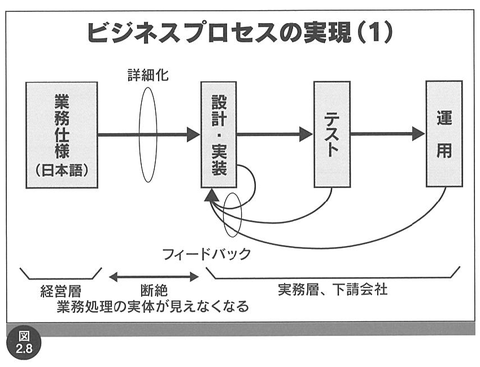 ビジネスプロセスの実現(1)
詳細化
業務仕様
(日本語)
設計・実装
テスト
運用
フィードバック
経営層
断絶
実務層、下請会社
業務処理の実体が見えなくなる
図
2.8